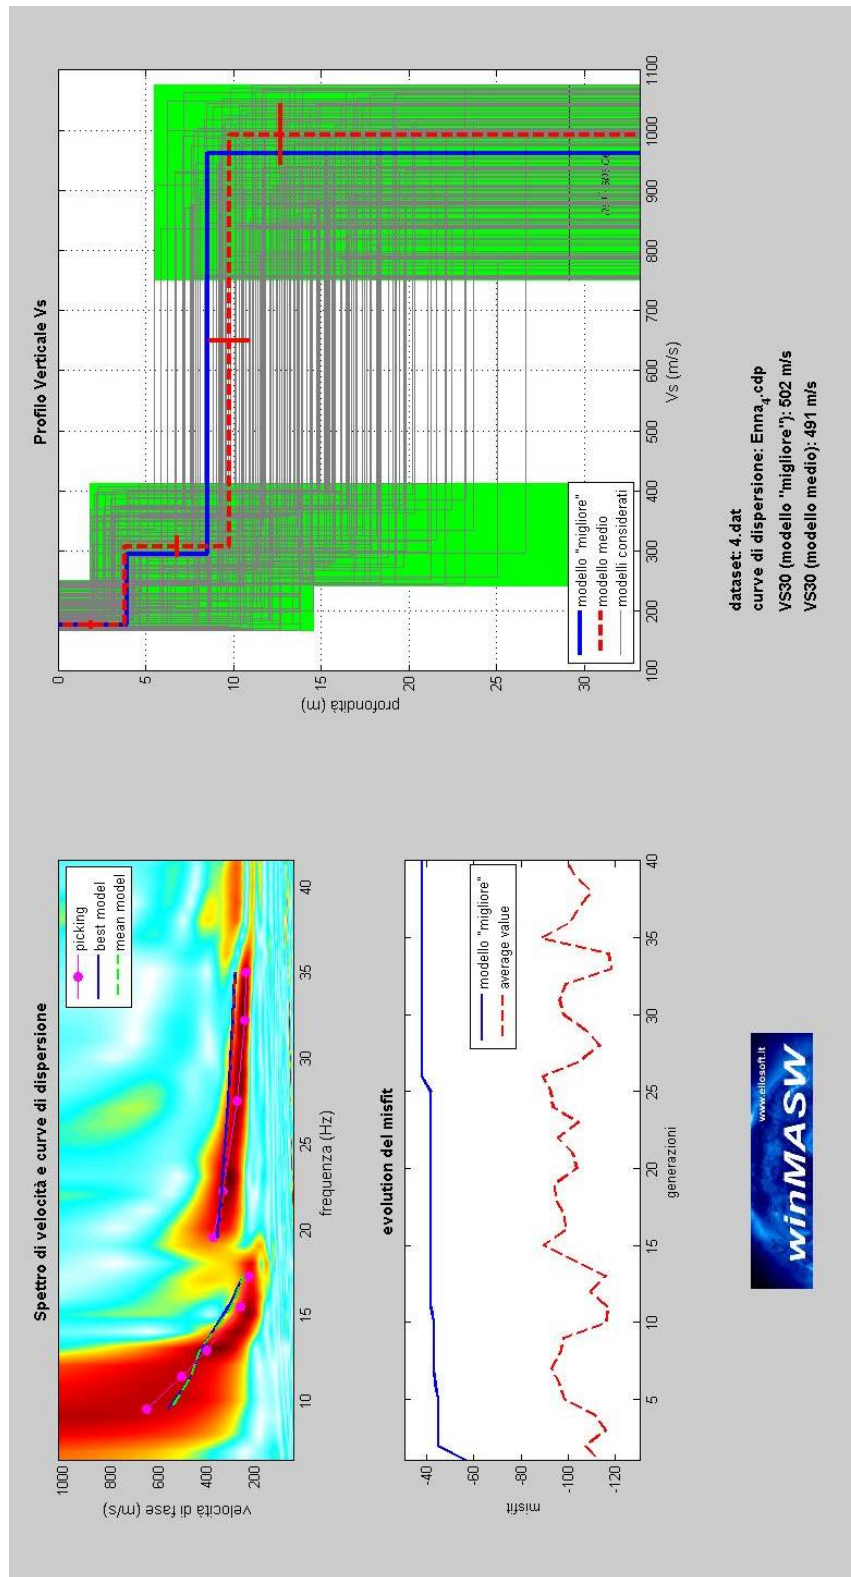 Spettro di velocità e curve di dispersione
1000
800
600
400
200
velocità di fase (m/s)
10
15
20
25
30
35
40
frequenza (Hz)
picking
best model
mean model
evolution del misfit
-40
-60
-80
-100
-120
misfit
5
10
15
20
25
30
35
40
generazioni
modello "migliore"
average value
Profilo Verticale Vs
0
5
10
15
20
25
30
profondità (m)
100
200
300
400
500
600
700
800
900
1000
1100
Vs (m/s)
modello "migliore"
modello medio
modelli considerati
www.eliosoft.it
winMASW
dataset: 4.dat
curve di dispersione: Enna₄.cdp
VS30 (modello "migliore"): 502 m/s
VS30 (modello medio): 491 m/s